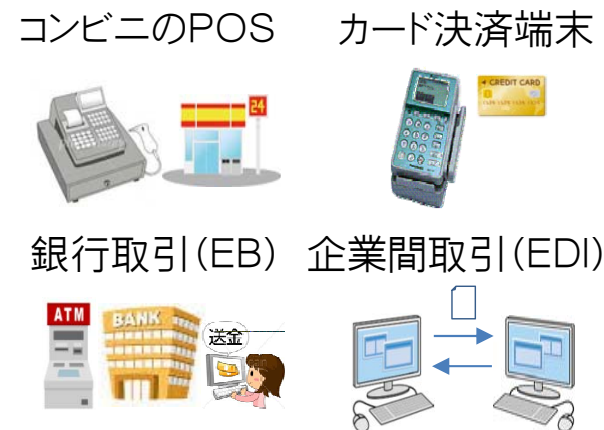 コンビニのPOS
カード決済端末
24
CREDIT CARD
銀行取引(EB)
企業間取引(EDI)
ATM
BANK
送金